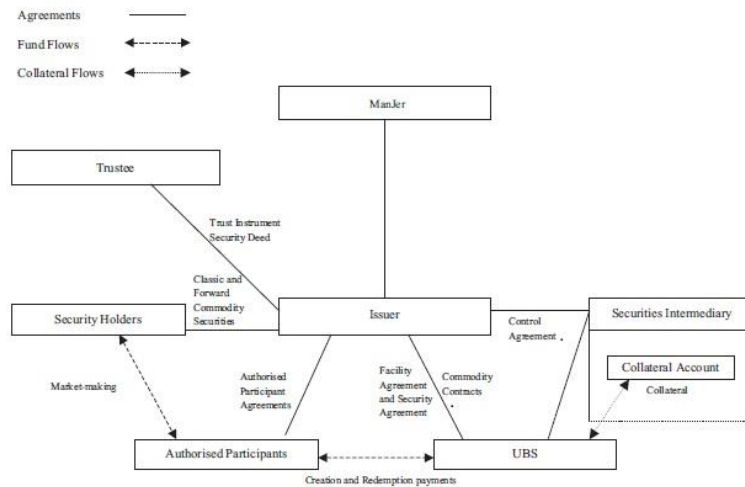 Agreements
Fund Flows
Collateral Flows
ManJer
Trustee
Trust Instrument
Security Deed
Classic and
Forward
Commodity
Securities
Security Holders
Issuer
Securities Intermediary
Control
Agreement .
Collateral Account
Collateral
Market-making
Authorised
Participant
Agreements
Facility
Agreement
and Security
Agreement
Commodity
Contracts
.
Authorised Participants
UBS
Creation and Redemption payments